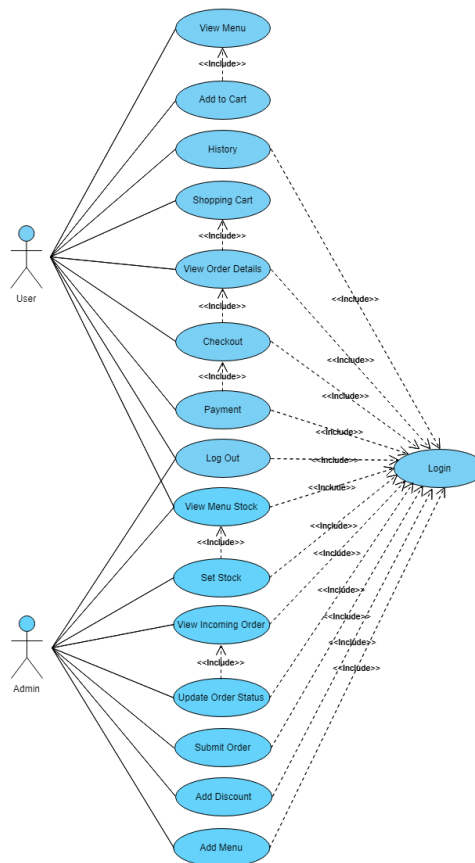 View Menu
<<Include>>
Add to Cart
History
Shopping Cart
<<Include>>
User
View Order Details
<<Include>>
<<Include>>
Checkout
<<Include>>
<<Include>>
<<Include>>
Payment
<<Include>>
Log Out
<<Include>>
Login
<<Include>>
View Menu Stock
<<Include>>
<<Include>>
<<Include>>
Set Stock
<<Include>>
View Incoming Order
<<Include>>
Admin
<<Include>>
<<Include>>
Update Order Status
Submit Order
Add Discount
Add Menu